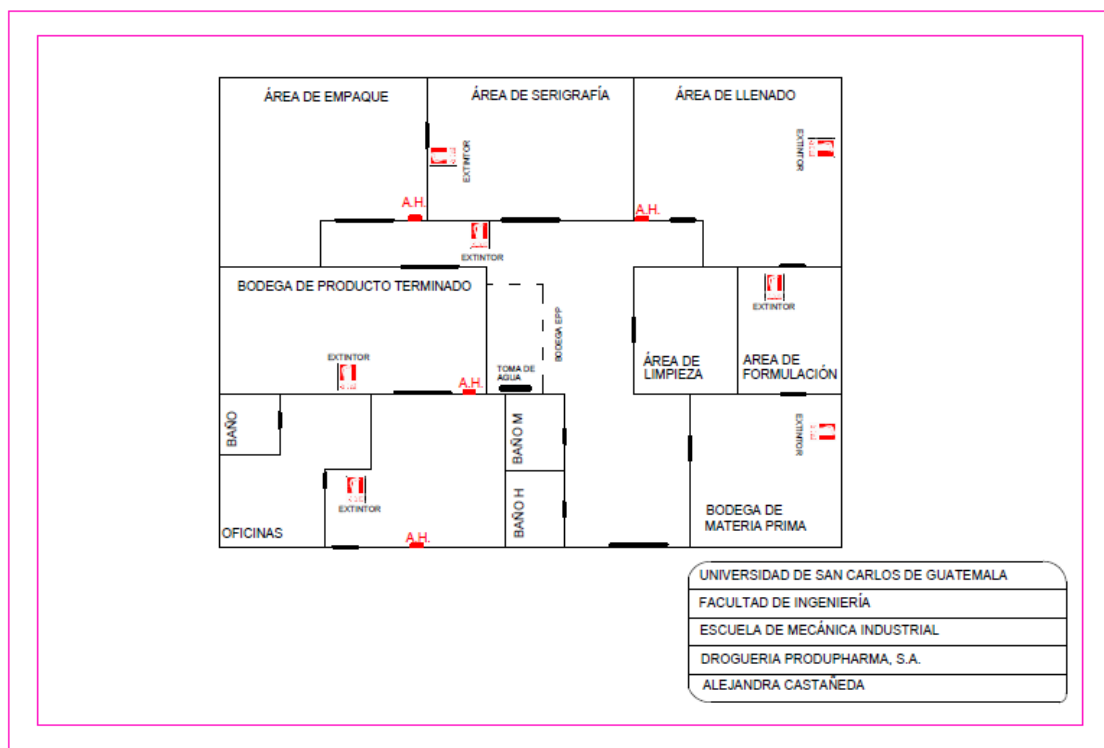 ÁREA DE EMPAQUE
ÁREA DE SERIGRAFÍA
ÁREA DE LLENADO
EXTINTOR
EXTINTOR
A.H.
A.H.
EXTINTOR
BODEGA DE PRODUCTO TERMINADO
EXTINTOR
BODEGA EPP
EXTINTOR
TOMA DE
AGUA
ÁREA DE
LIMPIEZA
AREA DE
FORMULACIÓN
A.H.
BAÑO
BAÑO M
EXTINTOR
EXTINTOR
BAÑO H
BODEGA DE
MATERIA PRIMA
OFICINAS
A.H.
UNIVERSIDAD DE SAN CARLOS DE GUATEMALA
FACULTAD DE INGENIERÍA
ESCUELA DE MECÁNICA INDUSTRIAL
DROGUERIA PRODUPHARMA, S.A.
ALEJANDRA CASTAÑEDA